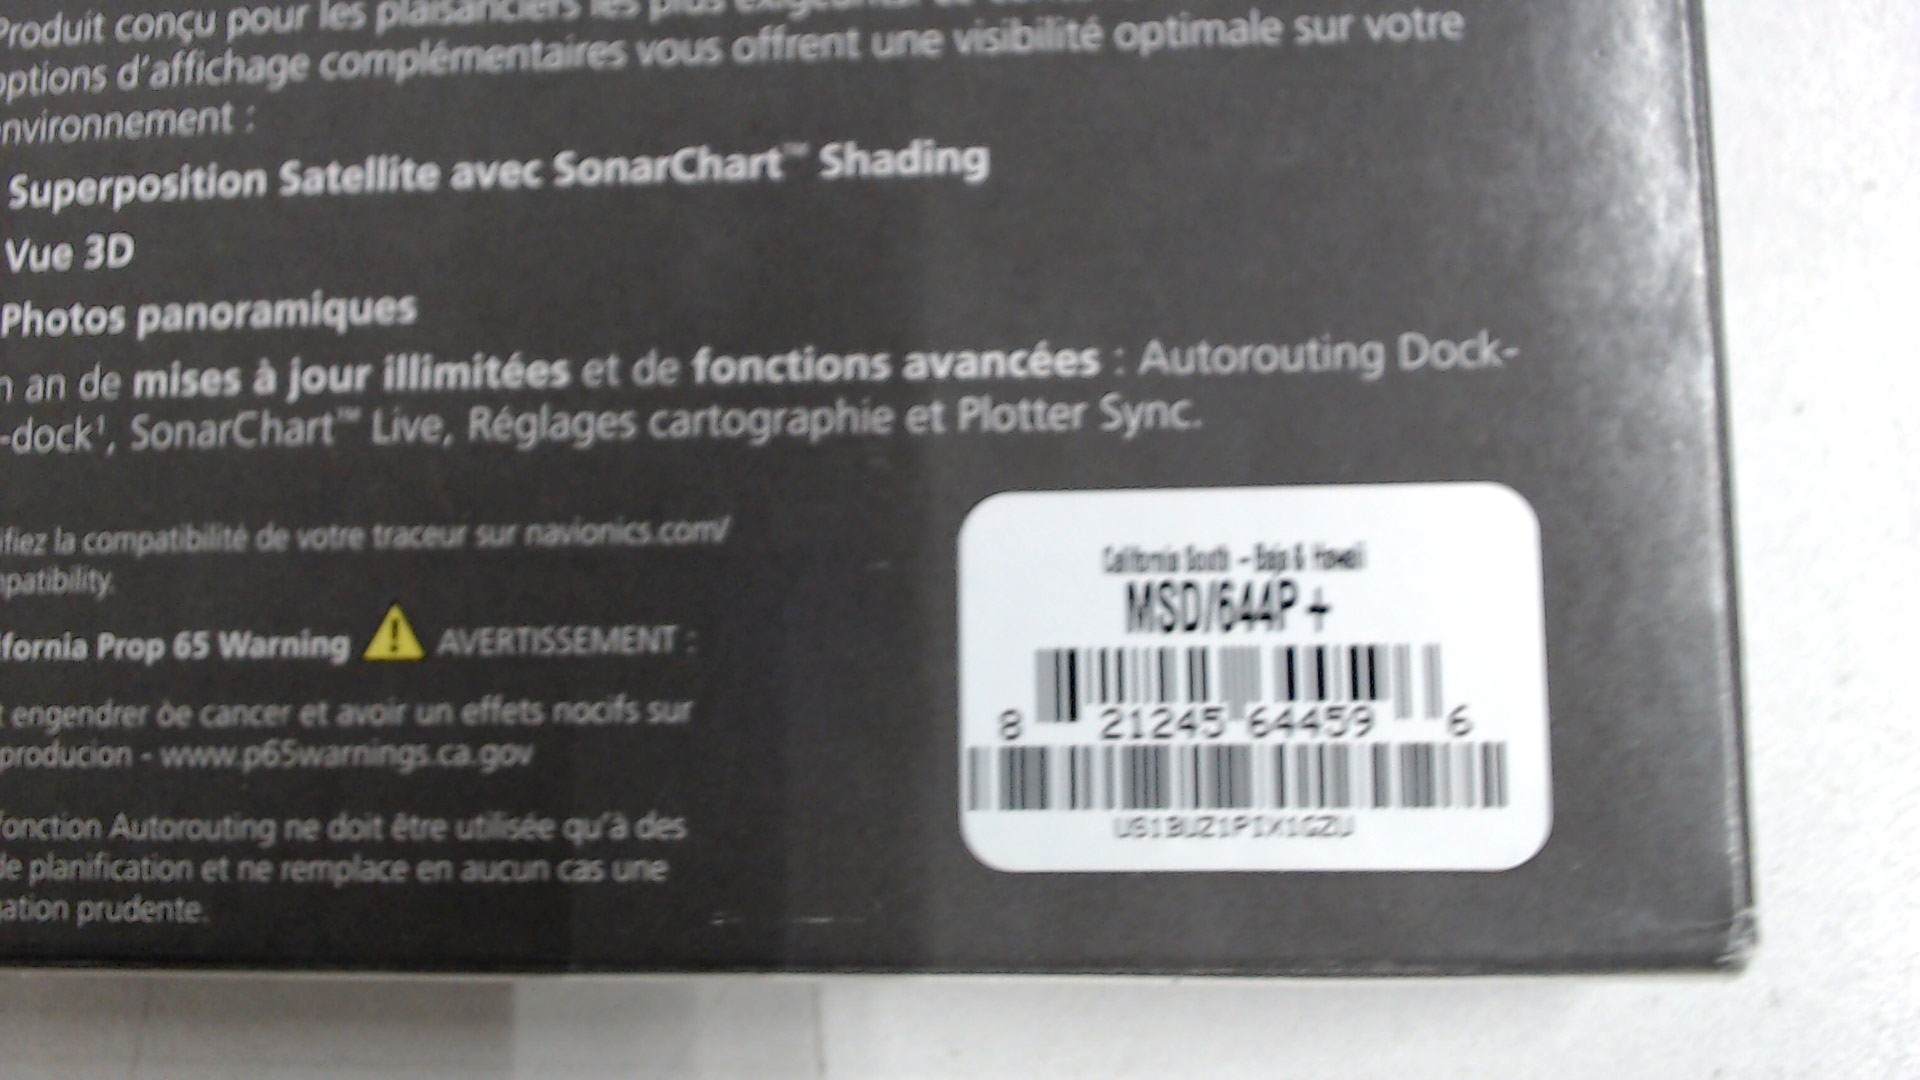 Produit conçu pour les plaisanciers les plus
options d'affichage complémentaires vous offrent une visibilité optimale sur votre
nvironnement :
Superposition Satellite avec SonarChart™ Shading
Vue 3D
Photos panoramiques
n an de mises à jour illimitées et de fonctions avancées : Autorouting Dock-
-dock¹, SonarChart™ Live, Réglages cartographie et Plotter Sync.
ifiez la compatibilité de votre traceur sur navionics.com/
patibility.
ifornia Prop 65 Warning AVERTISSEMENT :
t engendrer de cancer et avoir un effets nocifs sur
producion - www.p65warnings.ca.gov
fonction Autorouting ne doit être utilisée qu'à des
de planification et ne remplace en aucun cas une
ation prudente.
California South - Baja & Hawaii
MSD/644P+
8 21245 64459 6